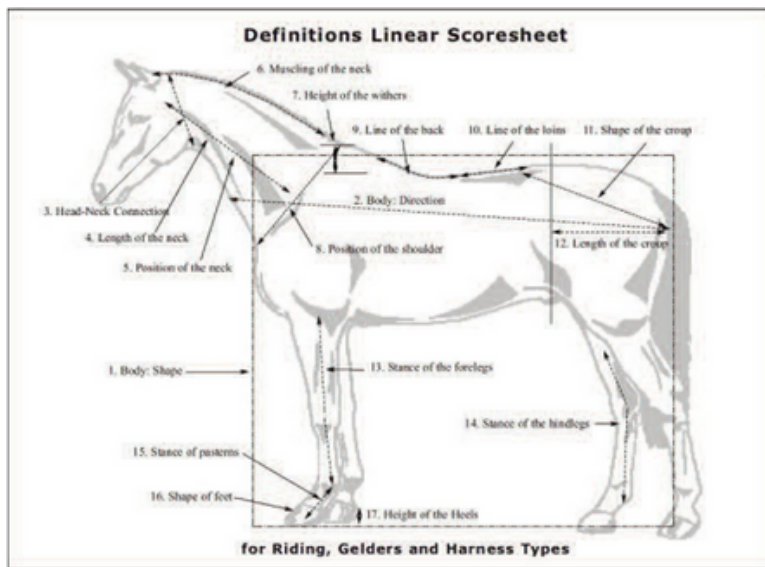 Definitions Linear Scoresheet
6. Muscling of the neck
7. Height of the withers
9. Line of the back
10. Line of the loins
11. Shape of the croup
2. Body: Direction
3. Head-Neck Connection
4. Length of the neck
8. Position of the shoulder
12. Length of the croup
5. Position of the neck
1. Body: Shape
13. Stance of the forelegs
14. Stance of the hindlegs
15. Stance of pasterns
16. Shape of feet
17. Height of the Heels
for Riding, Gelders and Harness Types